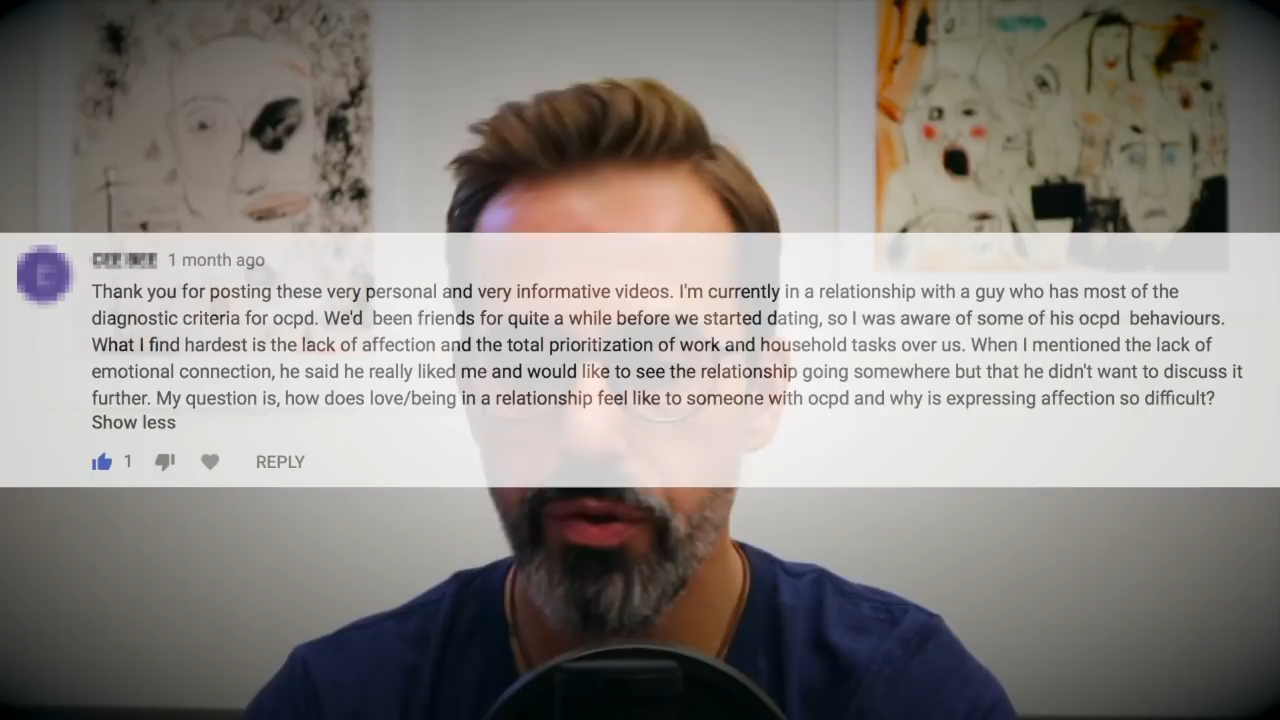 1 month ago
Thank you for posting these very personal and very informative videos. I'm currently in a relationship with a guy who has most of the
diagnostic criteria for ocpd. We'd  been friends for quite a while before we started dating, so I was aware of some of his ocpd  behaviours.
What I find hardest is the lack of affection and the total prioritization of work and household tasks over us. When I mentioned the lack of
emotional connection, he said he really liked me and would like to see the relationship going somewhere but that he didn't want to discuss it
further. My question is, how does love/being in a relationship feel like to someone with ocpd and why is expressing affection so difficult?
Show less
1
REPLY